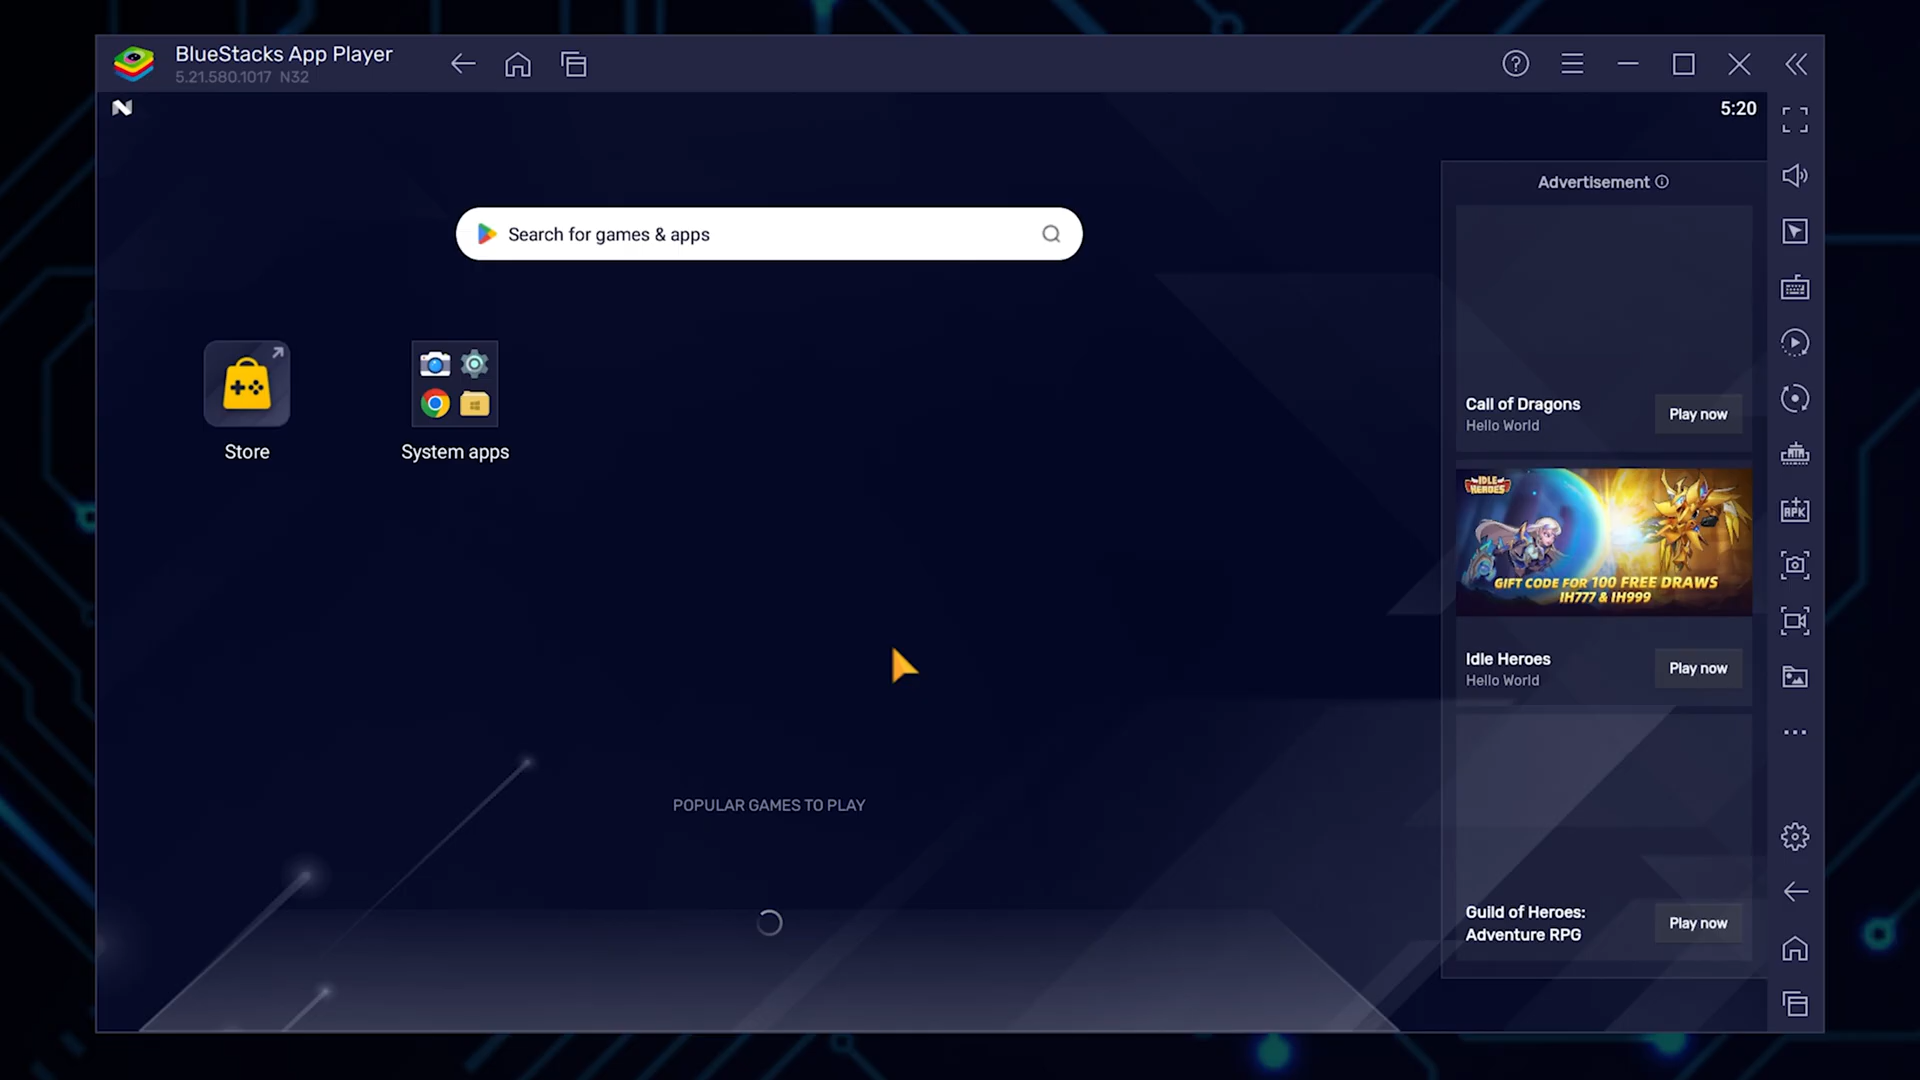 BlueStacks App Player
5.21.580.1017 N32
5:20
Search for games & apps
Store
System apps
POPULAR GAMES TO PLAY
Advertisement
Call of Dragons
Hello World
Play now
IDLE
HEROES
GIFT CODE FOR 100 FREE DRAWS
IH777 & IH999
Idle Heroes
Hello World
Play now
Guild of Heroes:
Adventure RPG
Play now
APK